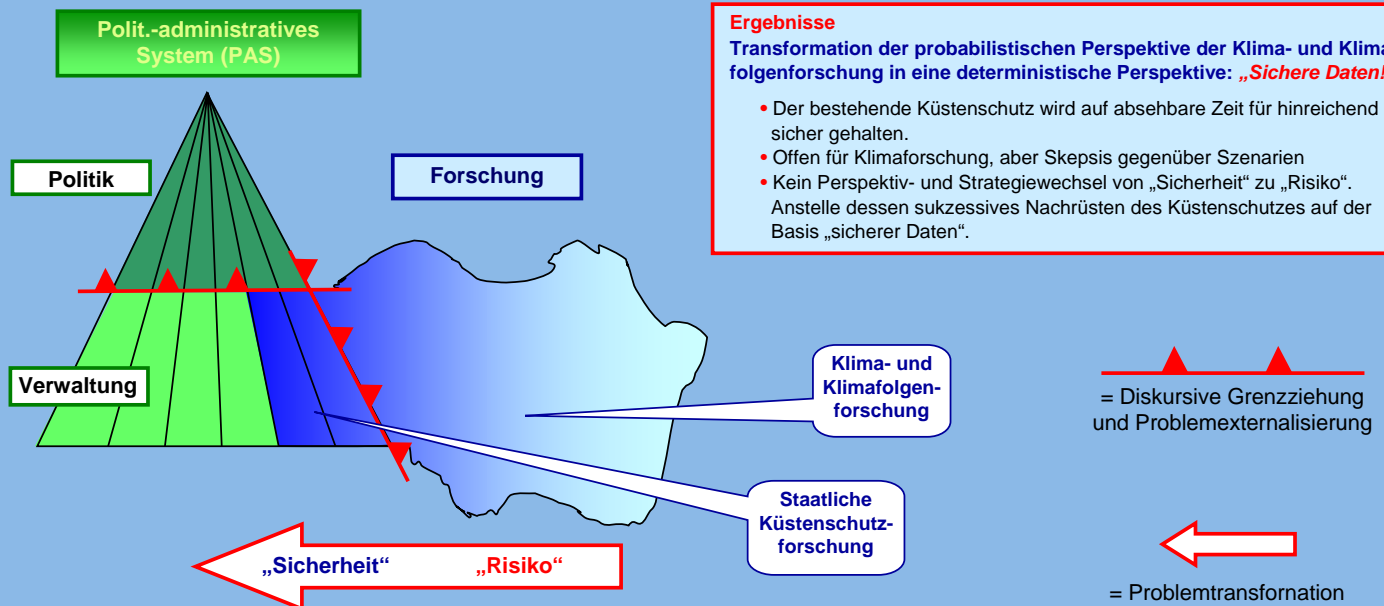 Polit.-administratives
System (PAS)
Ergebnisse
Transformation der probabilistischen Perspektive der Klima- und Klima
folgenforschung in eine deterministische Perspektive: „Sichere Daten!
• Der bestehende Küstenschutz wird auf absehbare Zeit für hinreichend
sicher gehalten.
• Offen für Klimaforschung, aber Skepsis gegenüber Szenarien
• Kein Perspektiv- und Strategiewechsel von „Sicherheit“ zu „Risiko“.
Anstelle dessen sukzessives Nachrüsten des Küstenschutzes auf der
Basis „sicherer Daten“.
Politik
Forschung
Verwaltung
Klima- und
Klimafolgen-
forschung
= Diskursive Grenzziehung
und Problemexternalisierung
Staatliche
Küstenschutz-
forschung
„Sicherheit“
„Risiko“
= Problemtransfornation